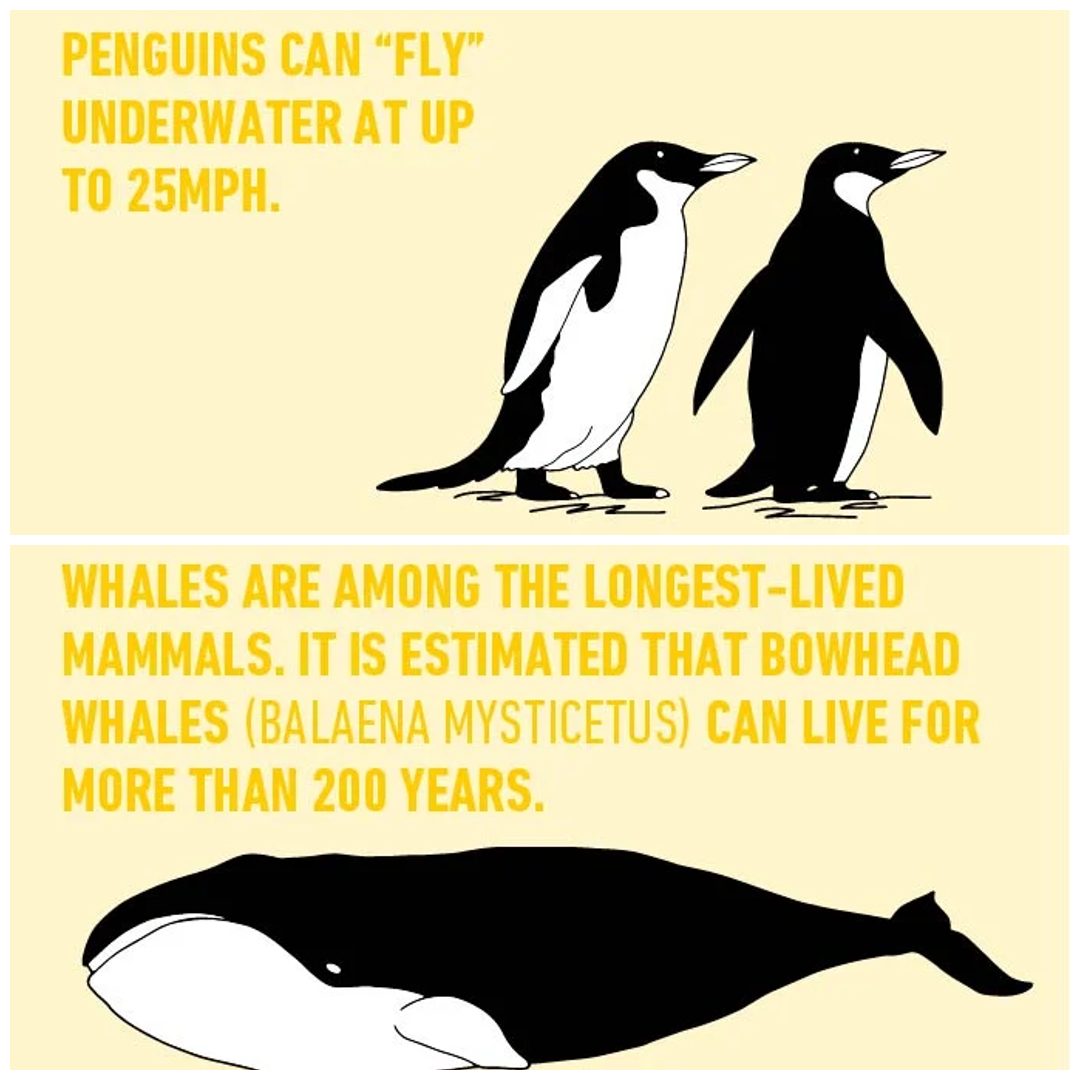 PENGUINS CAN “FLY”
UNDERWATER AT UP
TO 25MPH.
WHALES ARE AMONG THE LONGEST-LIVED
MAMMALS. IT IS ESTIMATED THAT BOWHEAD
WHALES (BALAENA MYSTICETUS) CAN LIVE FOR
MORE THAN 200 YEARS.